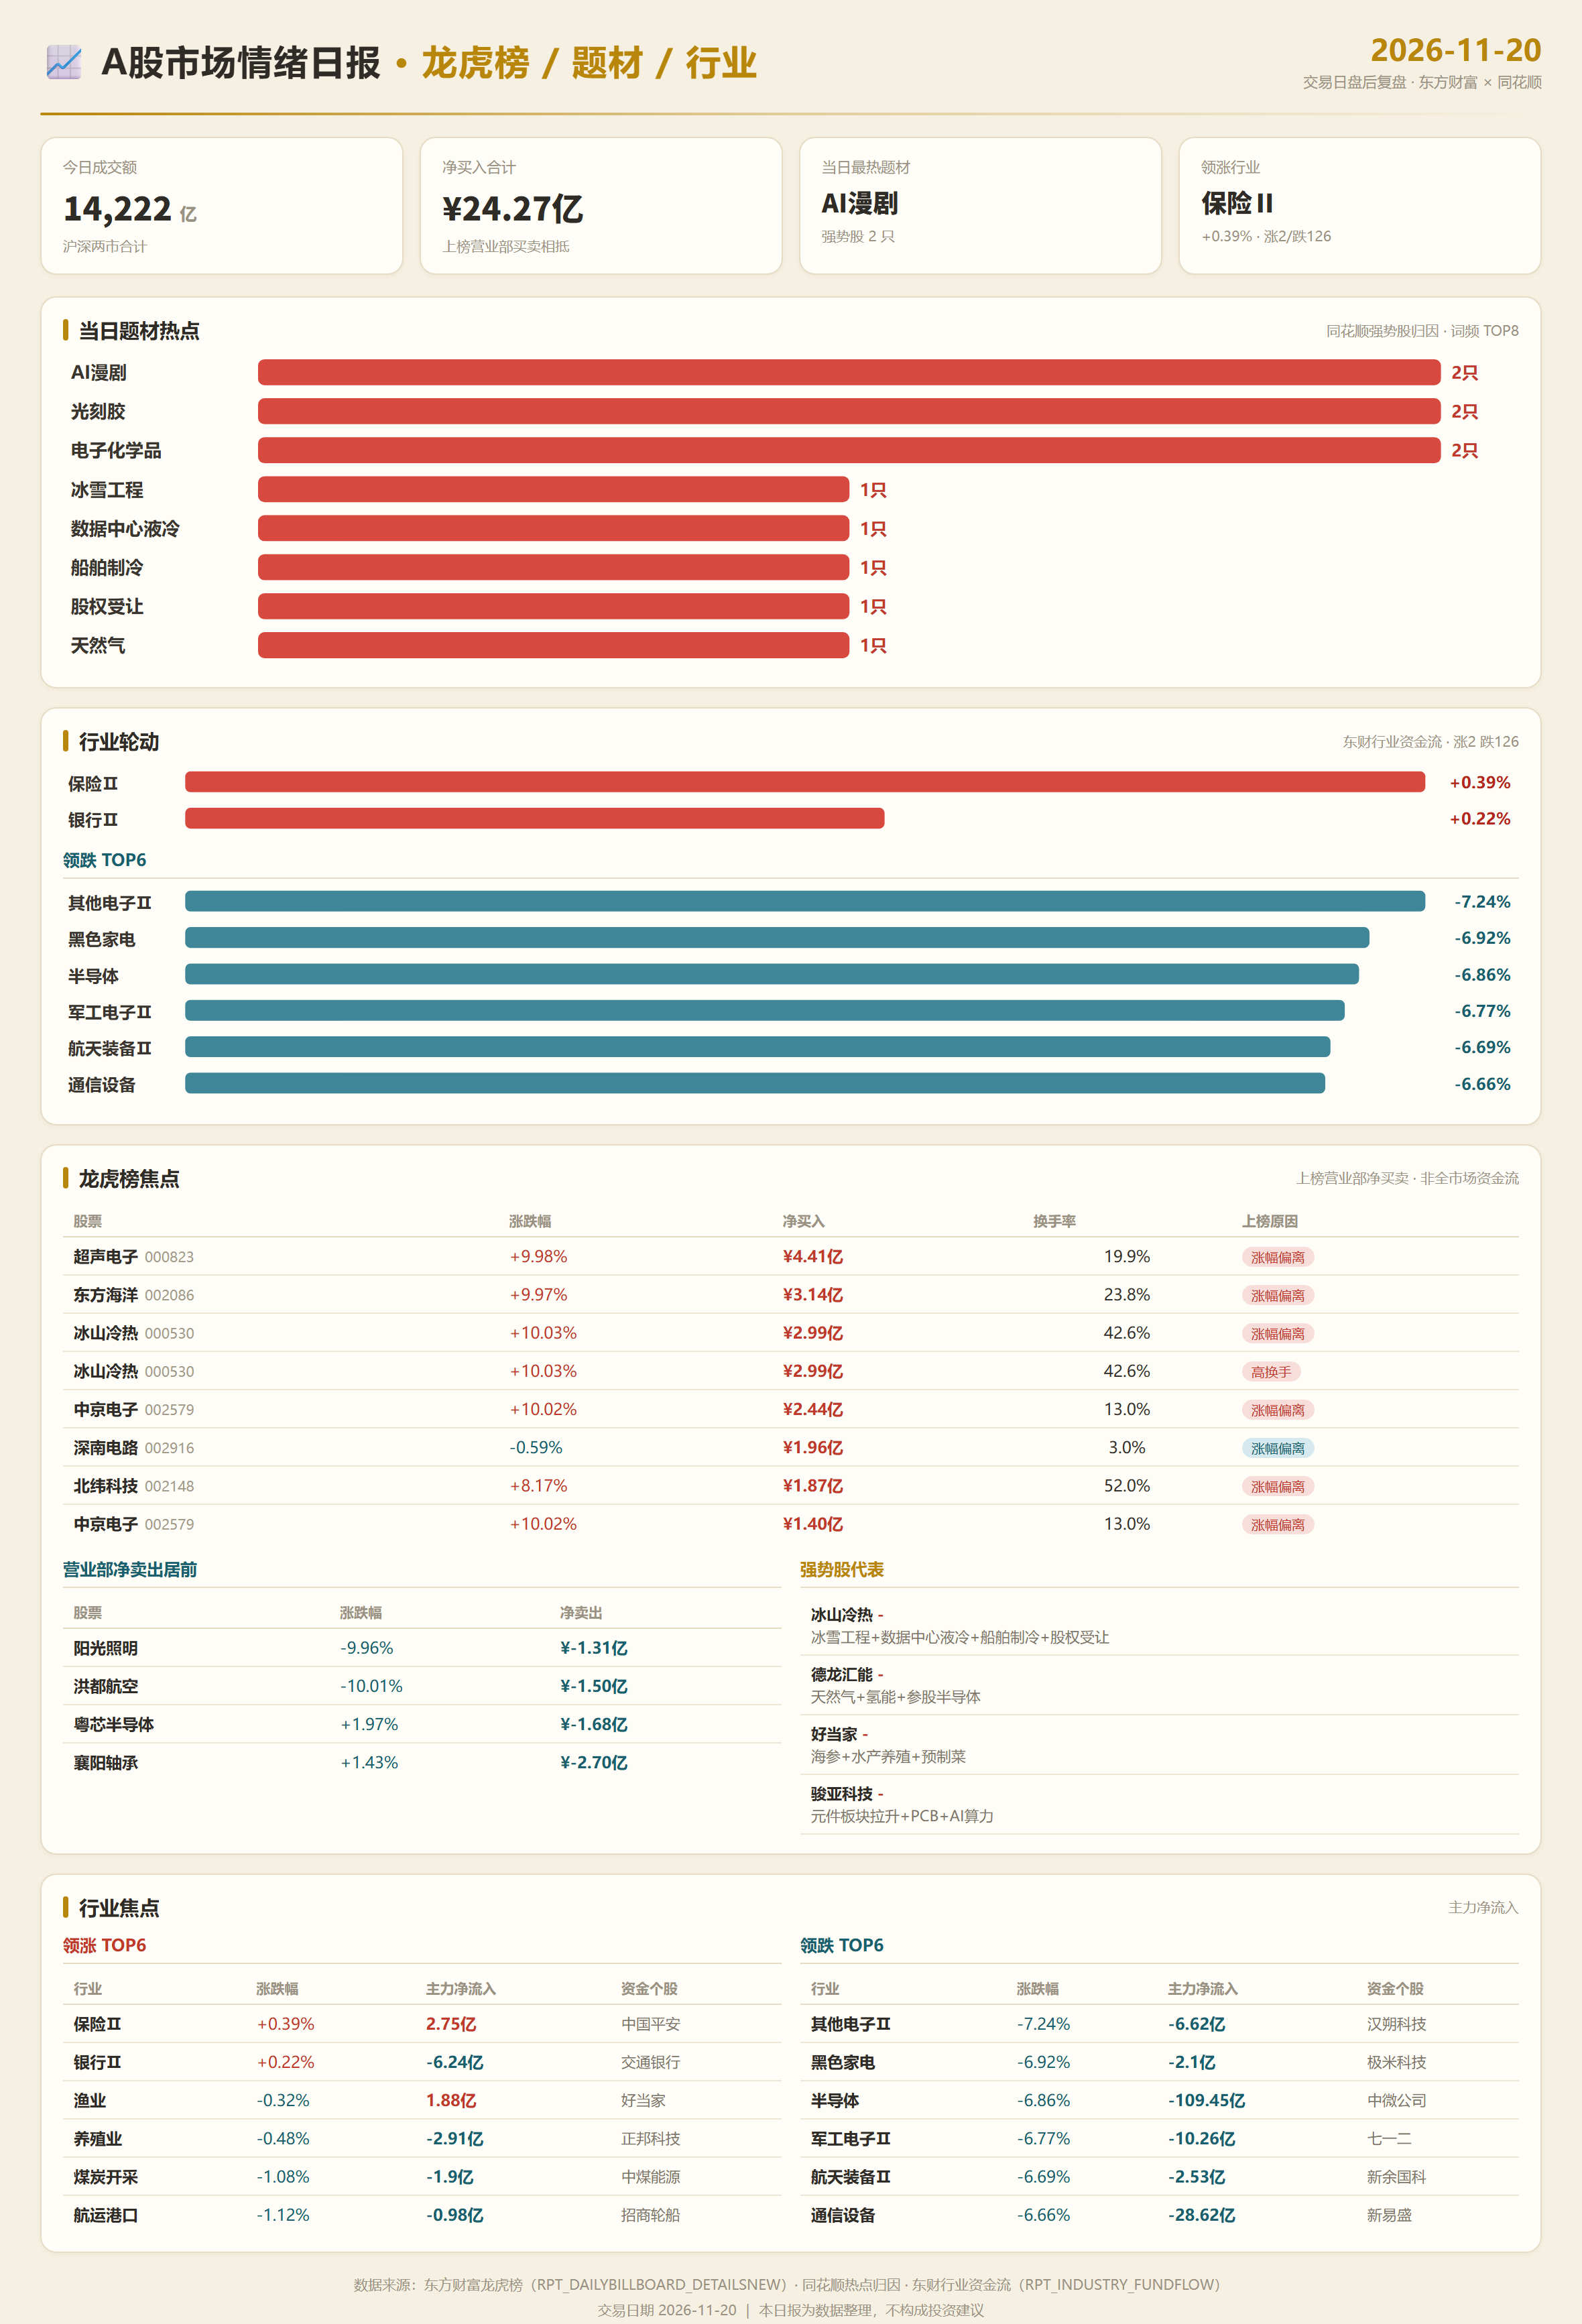 A股市场情绪日报 · 龙虎榜 / 题材 / 行业
2026-11-20
交易日盘后复盘 · 东方财富 × 同花顺
今日成交额
14,222 亿
沪深两市合计
净买入合计
¥24.27亿
上榜营业部买卖相抵
当日最热题材
AI漫剧
强势股 2 只
领涨行业
保险Ⅱ
+0.39% · 涨2/跌126
当日题材热点
同花顺强势股归因 · 词频 TOP8
AI漫剧 2只
光刻胶 2只
电子化学品 2只
冰雪工程 1只
数据中心液冷 1只
船舶制冷 1只
股权受让 1只
天然气 1只
行业轮动
东财行业资金流 · 涨2 跌126
保险Ⅱ +0.39%
银行Ⅱ +0.22%
领跌 TOP6
其他电子Ⅱ -7.24%
黑色家电 -6.92%
半导体 -6.86%
军工电子Ⅱ -6.77%
航天装备Ⅱ -6.69%
通信设备 -6.66%
龙虎榜焦点
上榜营业部净买卖 · 非全市场资金流
股票 涨跌幅 净买入 换手率 上榜原因
超声电子 000823 +9.98% ¥4.41亿 19.9% 涨幅偏离
东方海洋 002086 +9.97% ¥3.14亿 23.8% 涨幅偏离
冰山冷热 000530 +10.03% ¥2.99亿 42.6% 涨幅偏离
冰山冷热 000530 +10.03% ¥2.99亿 42.6% 高换手
中京电子 002579 +10.02% ¥2.44亿 13.0% 涨幅偏离
深南电路 002916 -0.59% ¥1.96亿 3.0% 涨幅偏离
北纬科技 002148 +8.17% ¥1.87亿 52.0% 涨幅偏离
中京电子 002579 +10.02% ¥1.40亿 13.0% 涨幅偏离
营业部净卖出居前
股票 涨跌幅 净卖出
阳光照明 -9.96% ¥-1.31亿
洪都航空 -10.01% ¥-1.50亿
粤芯半导体 +1.97% ¥-1.68亿
襄阳轴承 +1.43% ¥-2.70亿
强势股代表
冰山冷热 -
冰雪工程+数据中心液冷+船舶制冷+股权受让
德龙汇能 -
天然气+氢能+参股半导体
好当家 -
海参+水产养殖+预制菜
骏亚科技 -
元件板块拉升+PCB+AI算力
行业焦点
主力净流入
领涨 TOP6
行业 涨跌幅 主力净流入 资金个股
保险Ⅱ +0.39% 2.75亿 中国平安
银行Ⅱ +0.22% -6.24亿 交通银行
渔业 -0.32% 1.88亿 好当家
养殖业 -0.48% -2.91亿 正邦科技
煤炭开采 -1.08% -1.9亿 中煤能源
航运港口 -1.12% -0.98亿 招商轮船
领跌 TOP6
行业 涨跌幅 主力净流入 资金个股
其他电子Ⅱ -7.24% -6.62亿 汉朔科技
黑色家电 -6.92% -2.1亿 极米科技
半导体 -6.86% -109.45亿 中微公司
军工电子Ⅱ -6.77% -10.26亿 七一二
航天装备Ⅱ -6.69% -2.53亿 新余国科
通信设备 -6.66% -28.62亿 新易盛
数据来源：东方财富龙虎榜（RPT_DAILYBILLBOARD_DETAILSNEW）· 同花顺热点归因 · 东财行业资金流（RPT_INDUSTRY_FUNDFLOW）
交易日期 2026-11-20 ｜ 本日报为数据整理，不构成投资建议